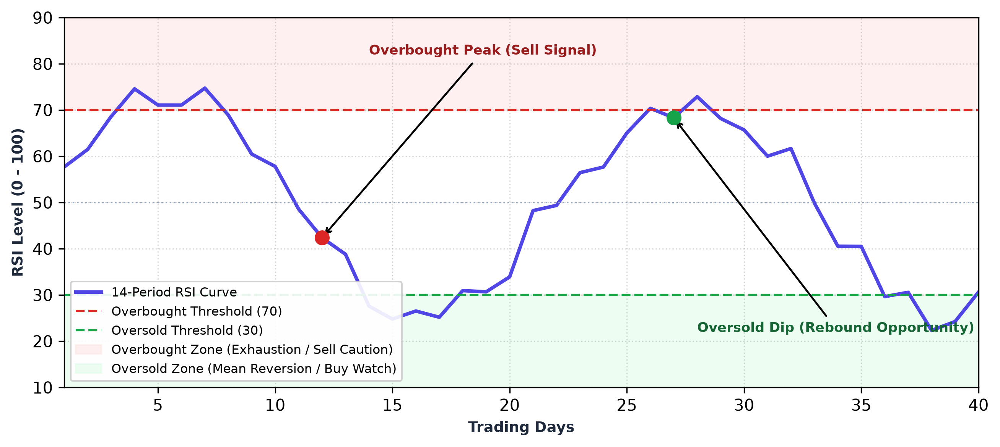 90
80
70
60
50
40
30
20
10
RSI Level (0 - 100)
Overbought Peak (Sell Signal)
Oversold Dip (Rebound Opportunity)
14-Period RSI Curve
Overbought Threshold (70)
Oversold Threshold (30)
Overbought Zone (Exhaustion / Sell Caution)
Oversold Zone (Mean Reversion / Buy Watch)
5 10 15 20 25 30 35 40
Trading Days